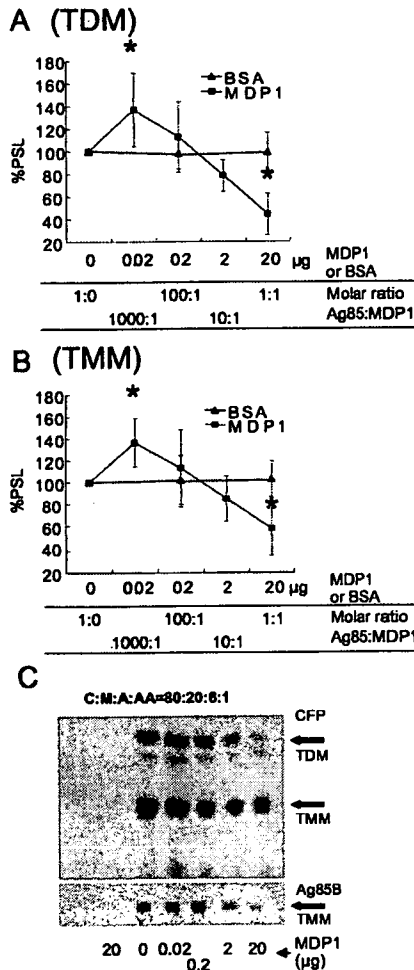 A (TDM)
*
180
160
140
120
100
80
60
40
20
%PSL
BSA
MDP1
*
0 002 02 2 20 µg MDP1
or BSA
1:0 100:1 1:1 Molar ratio
1000:1 10:1 Ag85:MDP1
B (TMM)
*
180
160
140
120
100
80
60
40
20
%PSL
BSA
MDP1
*
0 002 02 2 20 µg MDP1
or BSA
1:0 100:1 1:1 Molar ratio
1000:1 10:1 Ag85:MDP1
C
C:M:A:AA=80:20:6:1
CFP
TDM
TMM
Ag85B
TMM
20 0 0.02 2 20 MDP1
0.2 (µg)